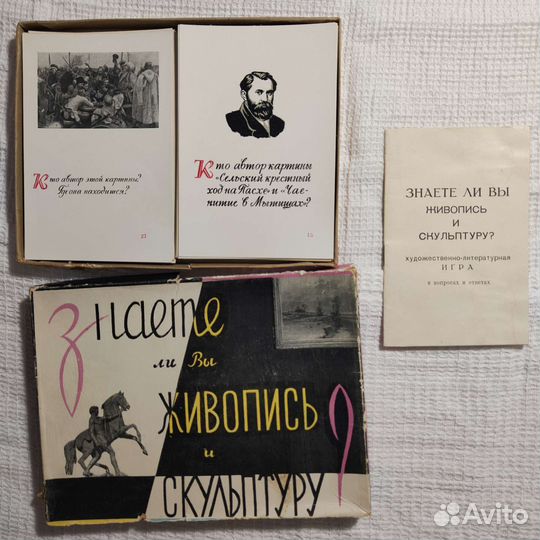 Кто автор этой картины?
Где она находится?
23
Кто автор картины
«Сельский крестный
ход на Пасхе» и «Чае-
питие в Мытищах»?
15
ЗНАЕТЕ ЛИ ВЫ
ЖИВОПИСЬ
И
СКУЛЬПТУРУ?
художественно-литературная
ИГРА
в вопросах и ответах
Знаете
ли Вы
ЖИВОПИСЬ
и
СКУЛЬПТУРУ?
Avito